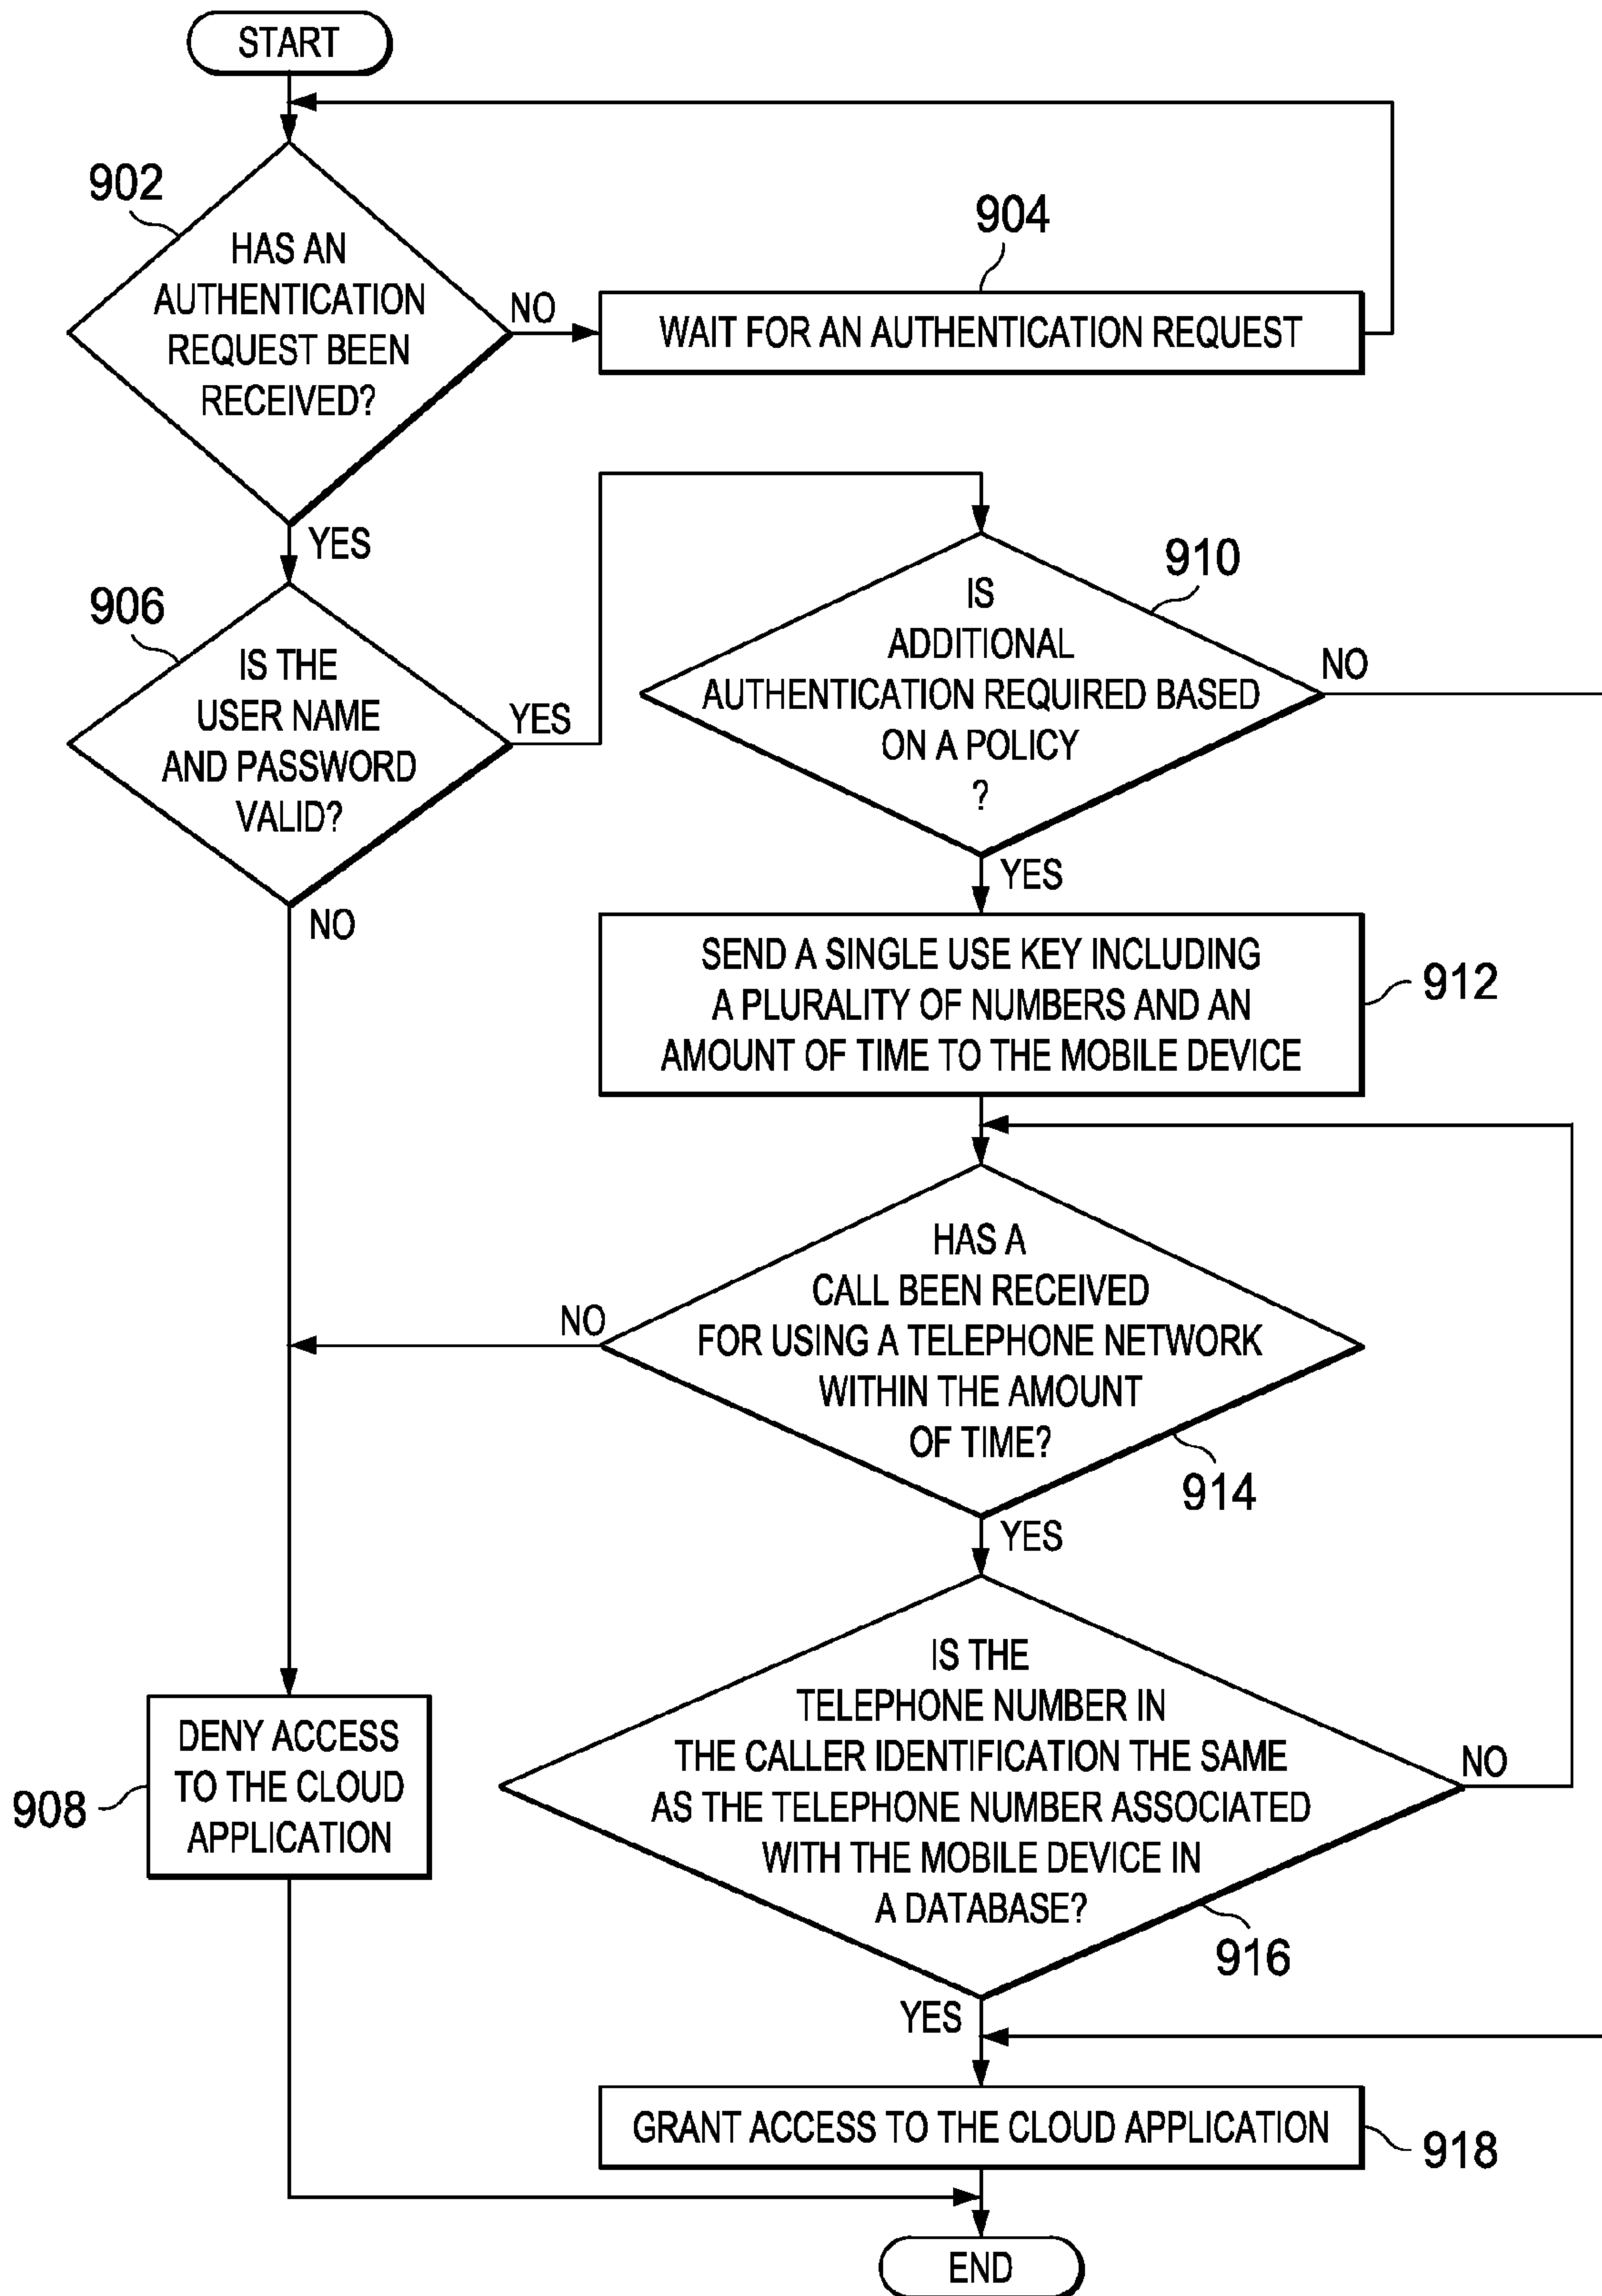 START
902
HAS AN
AUTHENTICATION
REQUEST BEEN
RECEIVED?
NO
904
WAIT FOR AN AUTHENTICATION REQUEST
YES
906
IS THE
USER NAME
AND PASSWORD
VALID?
YES
NO
910
IS
ADDITIONAL
AUTHENTICATION REQUIRED BASED
ON A POLICY
?
NO
YES
SEND A SINGLE USE KEY INCLUDING
A PLURALITY OF NUMBERS AND AN
AMOUNT OF TIME TO THE MOBILE DEVICE
912
HAS A
CALL BEEN RECEIVED
FOR USING A TELEPHONE NETWORK
WITHIN THE AMOUNT
OF TIME?
NO
914
YES
IS THE
TELEPHONE NUMBER IN
THE CALLER IDENTIFICATION THE SAME
AS THE TELEPHONE NUMBER ASSOCIATED
WITH THE MOBILE DEVICE IN
A DATABASE?
NO
916
YES
DENY ACCESS
TO THE CLOUD
APPLICATION
908
GRANT ACCESS TO THE CLOUD APPLICATION
918
END